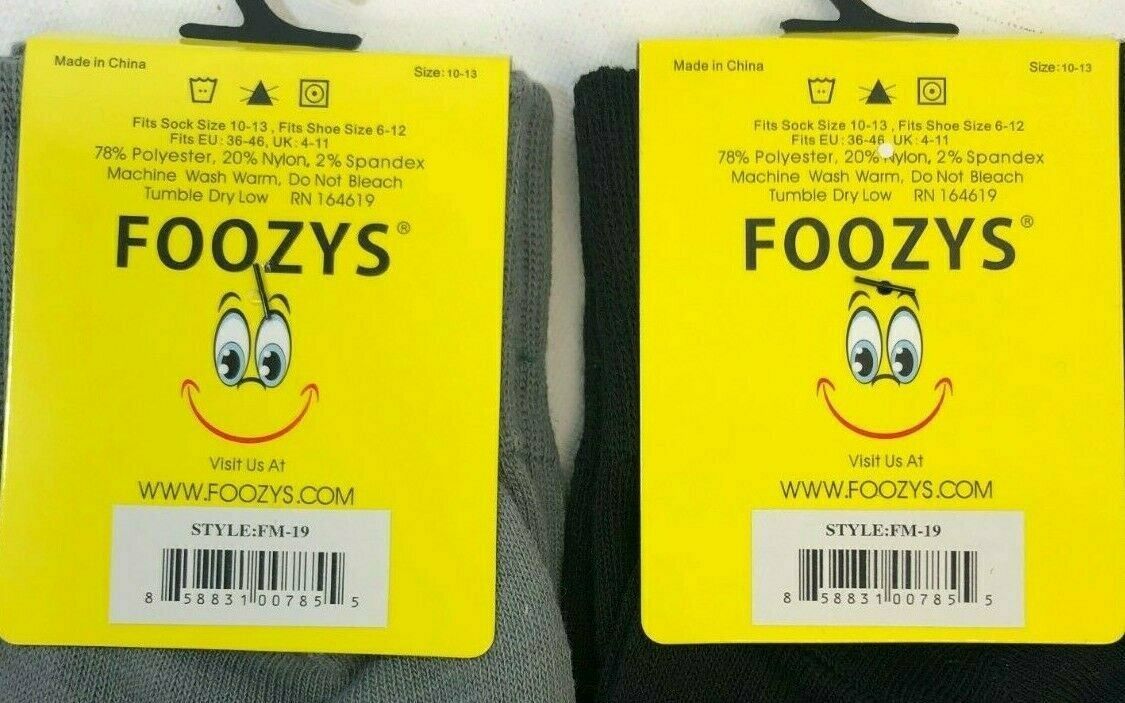 Made in China
Size: 10-13
Fits Sock Size 10-13 , Fits Shoe Size 6-12
Fits EU : 36-46, UK : 4-11
78% Polyester, 20% Nylon, 2% Spandex
Machine Wash Warm, Do Not Bleach
Tumble Dry Low RN 164619
FOOZYS®
Visit Us At
WWW.FOOZYS.COM
STYLE:FM-19
8 58831 00785 5
Made in China
Size: 10-13
Fits Sock Size 10-13 , Fits Shoe Size 6-12
Fits EU : 36-46, UK : 4-11
78% Polyester, 20% Nylon, 2% Spandex
Machine Wash Warm, Do Not Bleach
Tumble Dry Low RN 164619
FOOZYS®
Visit Us At
WWW.FOOZYS.COM
STYLE:FM-19
8 58831 00785 5